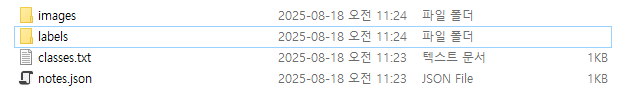 images 2025-08-18 오전 11:24 파일 폴더
labels 2025-08-18 오전 11:24 파일 폴더
classes.txt 2025-08-18 오전 11:23 텍스트 문서 1KB
notes.json 2025-08-18 오전 11:23 JSON File 1KB